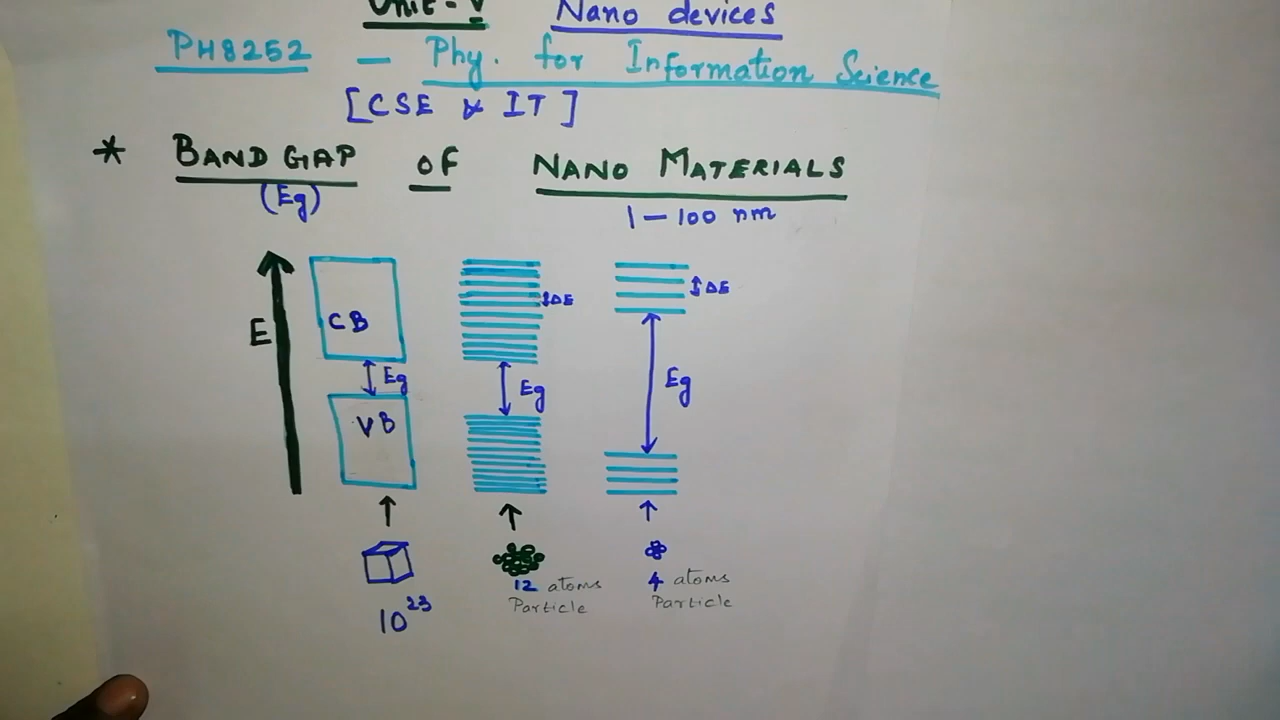 Unit-V Nano devices
PH8252 – Phy. for Information Science
[CSE & IT]
* BAND GAP OF NANO MATERIALS
(Eg) 1 – 100 nm
E
CB
ΔE
ΔE
Eg
Eg
Eg
VB
10²³
12 atoms
Particle
4 atoms
Particle